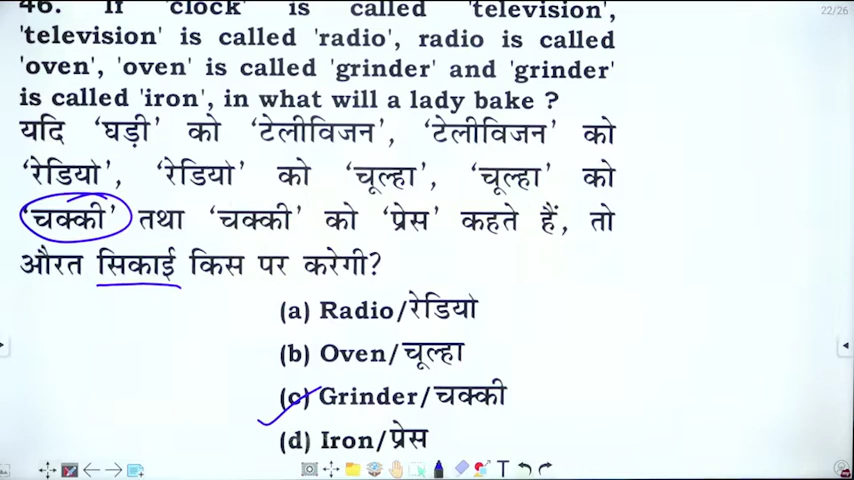 46. If 'clock' is called 'television',
22/26
'television' is called 'radio', radio is called
'oven', 'oven' is called 'grinder' and 'grinder'
is called 'iron', in what will a lady bake ?
यदि 'घड़ी' को 'टेलीविजन', 'टेलीविजन' को
'रेडियो', 'रेडियो' को 'चूल्हा', 'चूल्हा' को
'चक्की' तथा 'चक्की' को 'प्रेस' कहते हैं, तो
औरत सिकाई किस पर करेगी?
(a) Radio/रेडियो
(b) Oven/चूल्हा
(c) Grinder/चक्की
(d) Iron/प्रेस
T